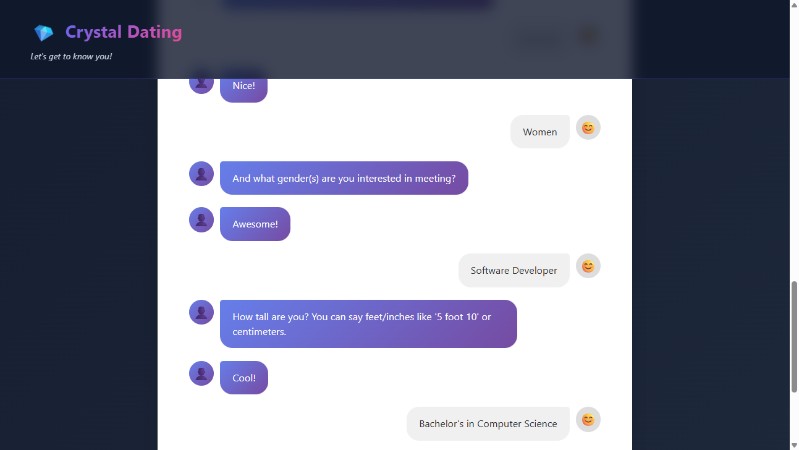 Crystal Dating
Let's get to know you!
Nice!
Women
And what gender(s) are you interested in meeting?
Awesome!
Software Developer
How tall are you? You can say feet/inches like '5 foot 10' or
centimeters.
Cool!
Bachelor's in Computer Science